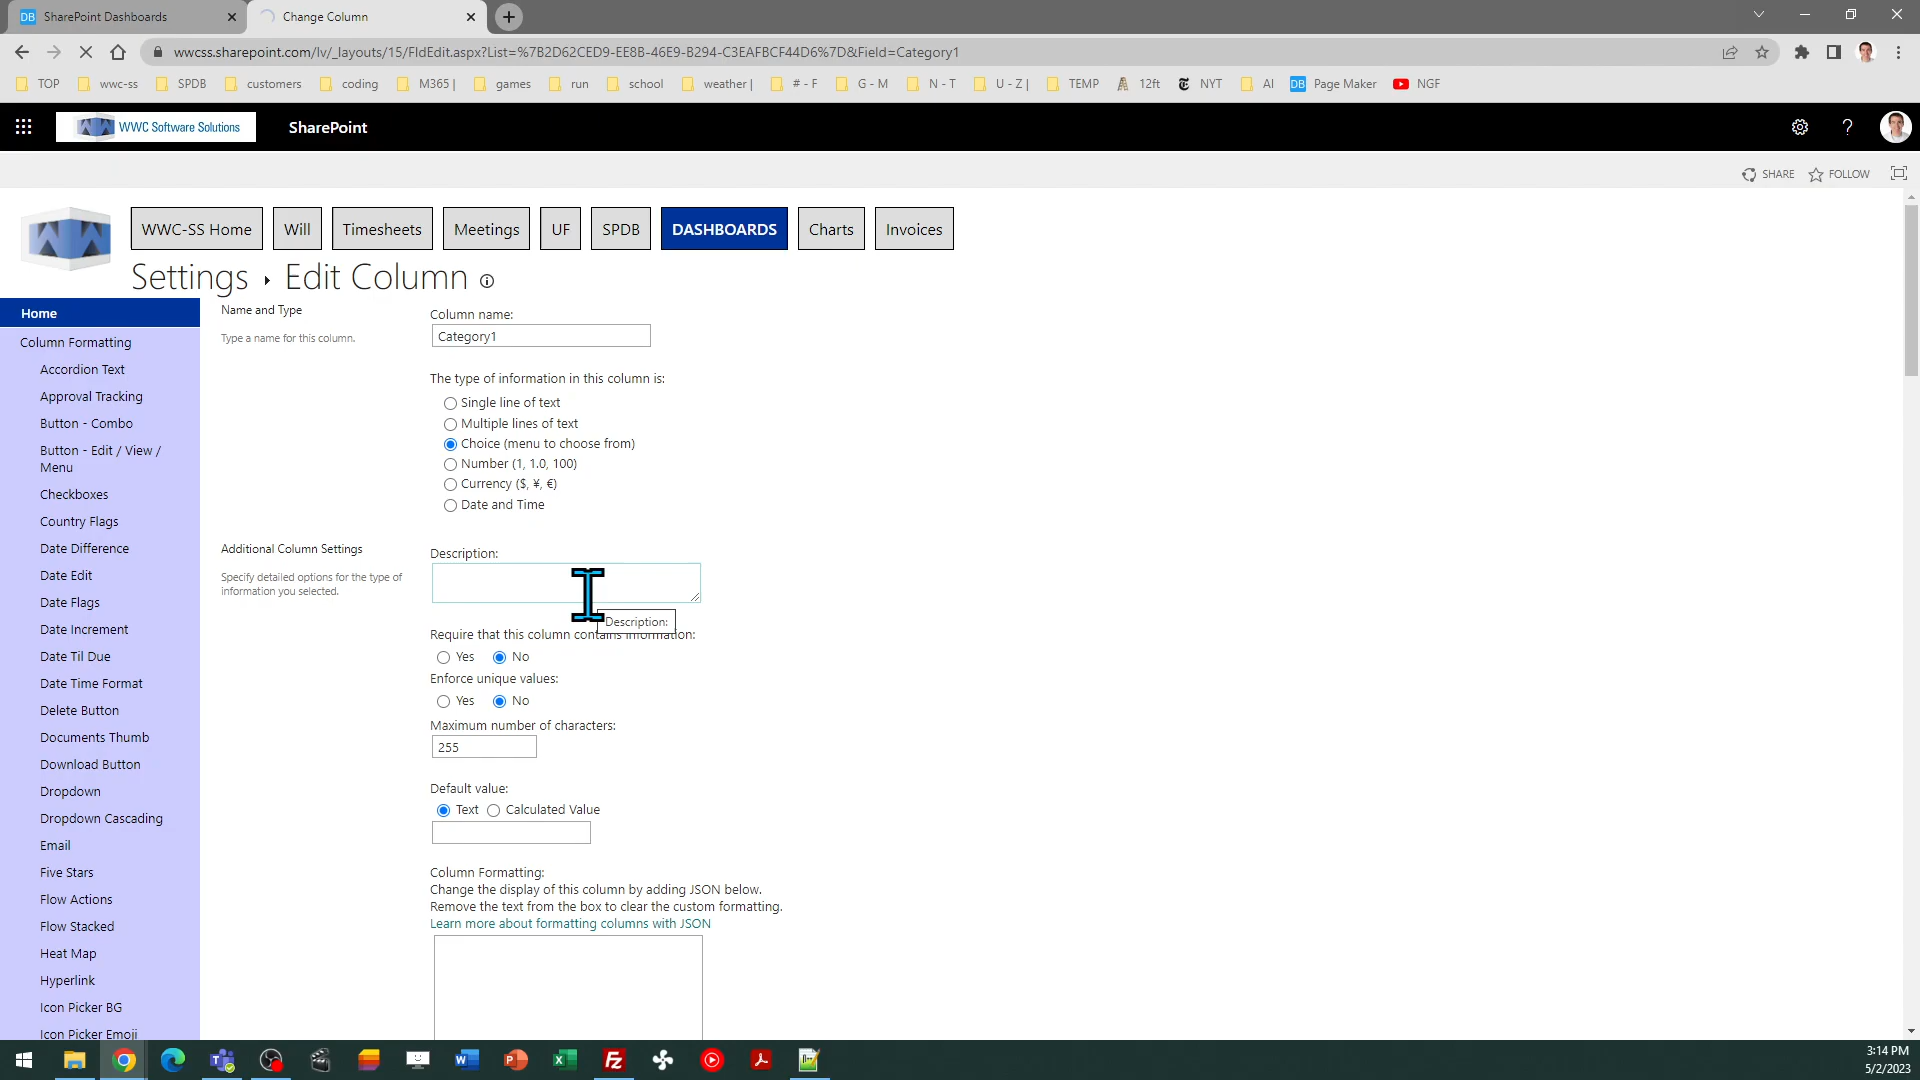 DB SharePoint Dashboards
Change Column
wwcss.sharepoint.com/lv/_layouts/15/FldEdit.aspx?List=%7B2D62CED9-EE8B-46E9-B294-C3EAFBCF44D6%7D&Field=Category1
TOP wwc-ss SPDB customers coding M365 | games run school weather | # - F G - M N - T U - Z | TEMP 12ft NYT AI DB Page Maker NGF
WWC Software Solutions SharePoint ?
SHARE FOLLOW
WWC-SS Home Will Timesheets Meetings UF SPDB DASHBOARDS Charts Invoices
Settings ▸ Edit Column
Home
Column Formatting
Accordion Text
Approval Tracking
Button - Combo
Button - Edit / View /
Menu
Checkboxes
Country Flags
Date Difference
Date Edit
Date Flags
Date Increment
Date Til Due
Date Time Format
Delete Button
Documents Thumb
Download Button
Dropdown
Dropdown Cascading
Email
Five Stars
Flow Actions
Flow Stacked
Heat Map
Hyperlink
Icon Picker BG
Icon Picker Emoji
Name and Type
Type a name for this column.
Column name:
Category1
The type of information in this column is:
Single line of text
Multiple lines of text
Choice (menu to choose from)
Number (1, 1.0, 100)
Currency ($, ¥, €)
Date and Time
Additional Column Settings
Specify detailed options for the type of
information you selected.
Description:
Description:
Require that this column contains information:
Yes No
Enforce unique values:
Yes No
Maximum number of characters:
255
Default value:
Text Calculated Value
Column Formatting:
Change the display of this column by adding JSON below.
Remove the text from the box to clear the custom formatting.
Learn more about formatting columns with JSON
3:14 PM
5/2/2023